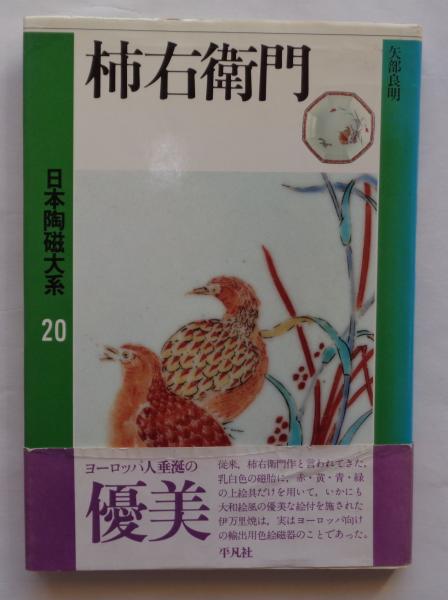 柿右衛門
矢部良明
日本陶磁大系
20
ヨーロッパ人垂涎の
優美
従来，柿右衛門作と言われてきた，
乳白色の磁胎に，赤・黄・青・緑
の上絵具だけを用いて，いかにも
大和絵風の優美な絵付を施された
伊万里焼は，実はヨーロッパ向け
の輸出用色絵磁器のことであった。
平凡社